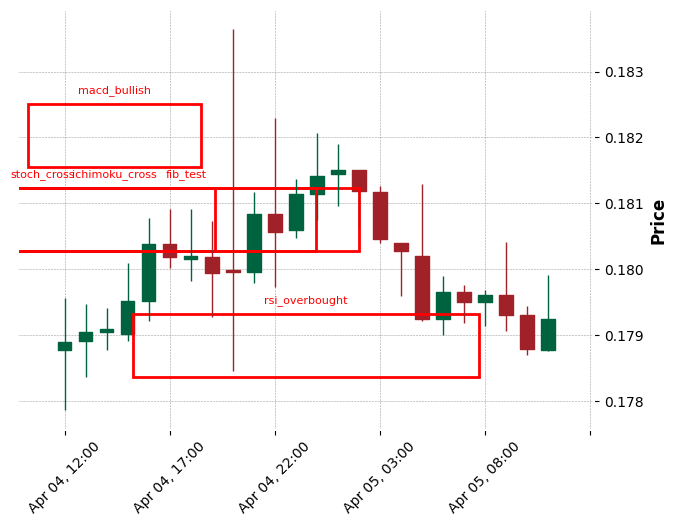 macd_bullish
stoch_cross ichimoku_cross fib_test
rsi_overbought
0.183
0.182
0.181
0.180
0.179
0.178
Price
Apr 04, 12:00
Apr 04, 17:00
Apr 04, 22:00
Apr 05, 03:00
Apr 05, 08:00